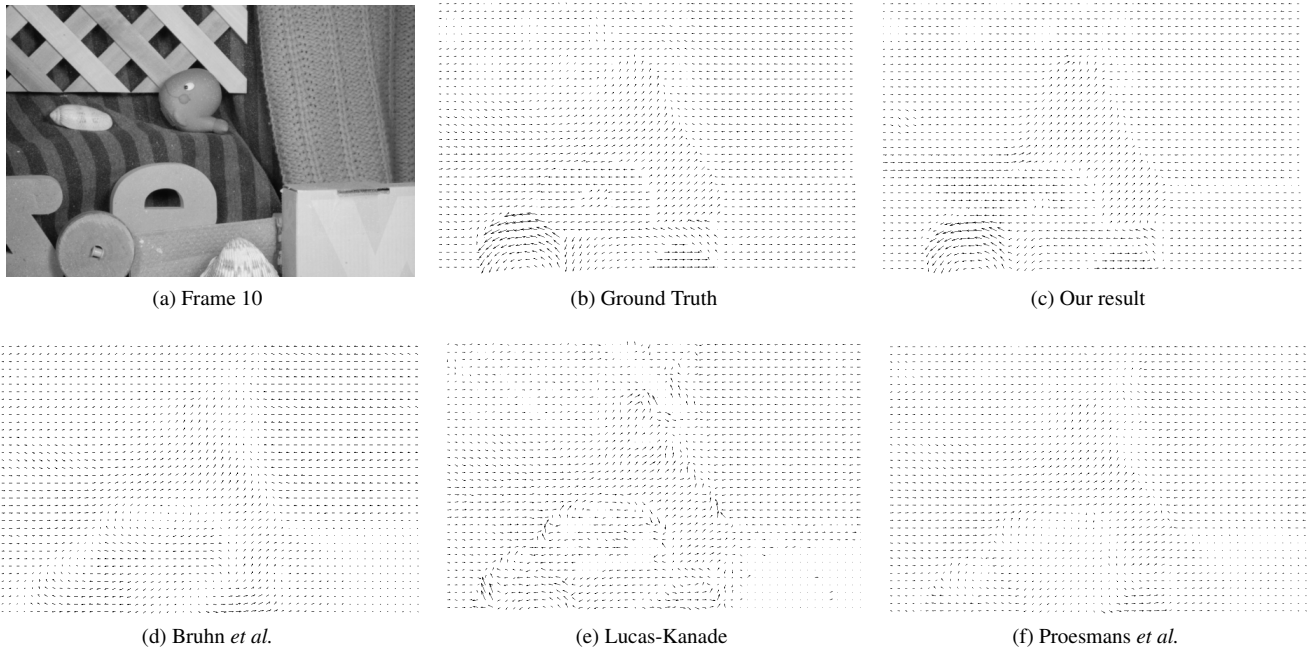 (a) Frame 10
(b) Ground Truth
(c) Our result
(d) Bruhn et al.
(e) Lucas-Kanade
(f) Proesmans et al.